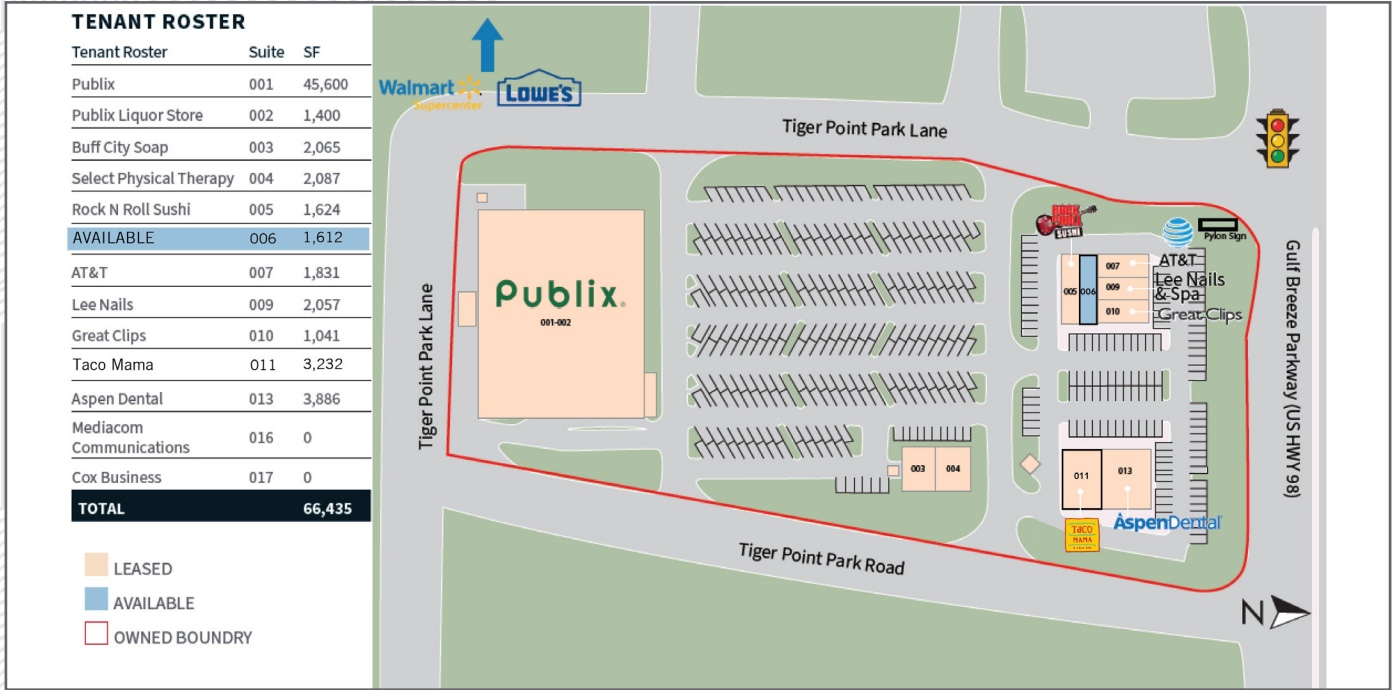 TENANT ROSTER
Tenant Roster Suite SF
Publix 001 45,600
Publix Liquor Store 002 1,400
Buff City Soap 003 2,065
Select Physical Therapy 004 2,087
Rock N Roll Sushi 005 1,624
AVAILABLE 006 1,612
AT&T 007 1,831
Lee Nails 009 2,057
Great Clips 010 1,041
Taco Mama 011 3,232
Aspen Dental 013 3,886
Mediacom
Communications 016 0
Cox Business 017 0
TOTAL 66,435
LEASED
AVAILABLE
OWNED BOUNDRY
Walmart
Supercenter
LOWE'S
Tiger Point Park Lane
Tiger Point Park Lane
Publix.
001-002
ROCK N ROLL
SUSHI
Pylon Sign
005
006
007
009
010
AT&T
Lee Nails
& Spa
Great Clips
003
004
011
013
TACO
MAMA
AspenDental
Tiger Point Park Road
Gulf Breeze Parkway (US HWY 98)
N